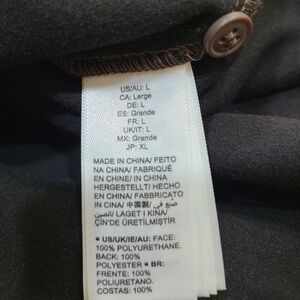 US/AU: L
CA: Large
DE: L
ES: Grande
FR: L
UK/IT: L
MX: Grande
JP: XL
MADE IN CHINA/ FEITO
NA CHINA/ FABRIQUÉ
EN CHINE/ IN CHINA
HERGESTELLT/ HECHO
EN CHINA/ FABBRICATO
IN CINA/ 中国製/ صنع في
الصين/ LAGET I KINA/
ÇİN'DE ÜRETİLMİŞTİR
■ US/UK/IE/AU: FACE:
100% POLYURETHANE.
BACK: 100%
POLYESTER ■ BR:
FRENTE: 100%
POLIURETANO.
COSTAS: 100%